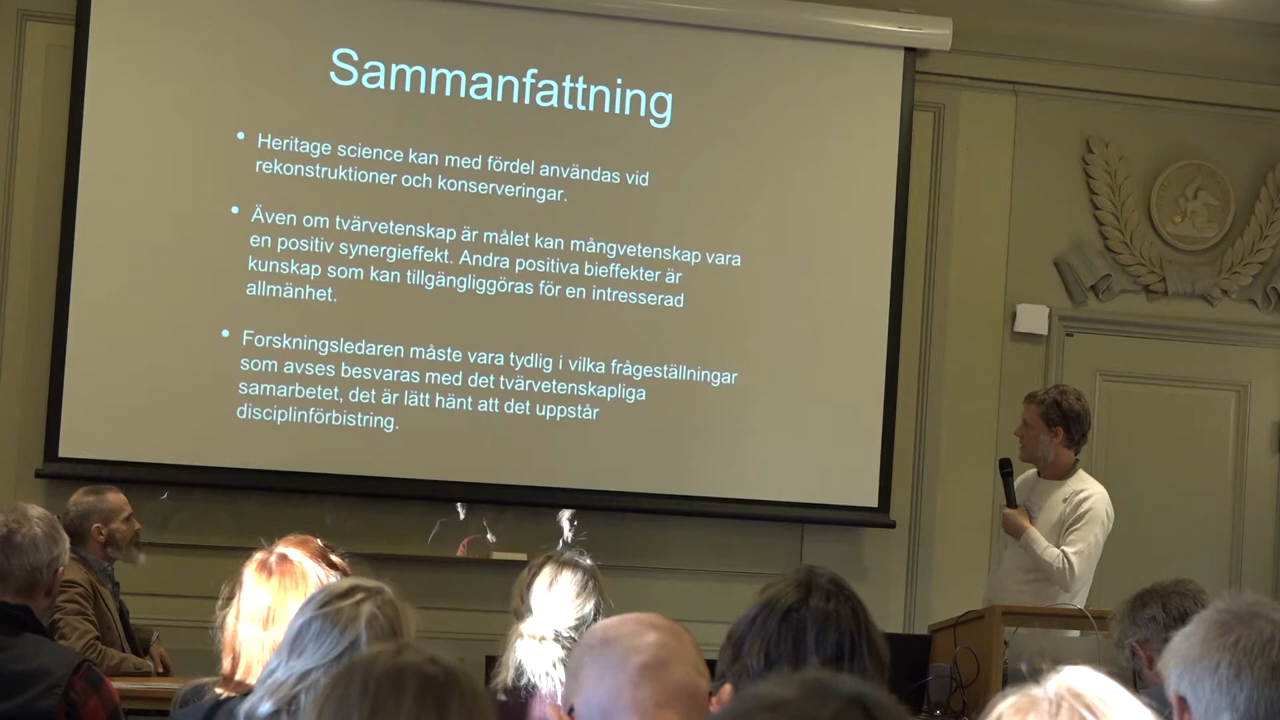 Sammanfattning
• Heritage science kan med fördel användas vid
rekonstruktioner och konserveringar.
• Även om tvärvetenskap är målet kan mångvetenskap vara
en positiv synergieffekt. Andra positiva bieffekter är
kunskap som kan tillgängliggöras för en intresserad
allmänhet.
• Forskningsledaren måste vara tydlig i vilka frågeställningar
som avses besvaras med det tvärvetenskapliga
samarbetet, det är lätt hänt att det uppstår
disciplinförbistring.